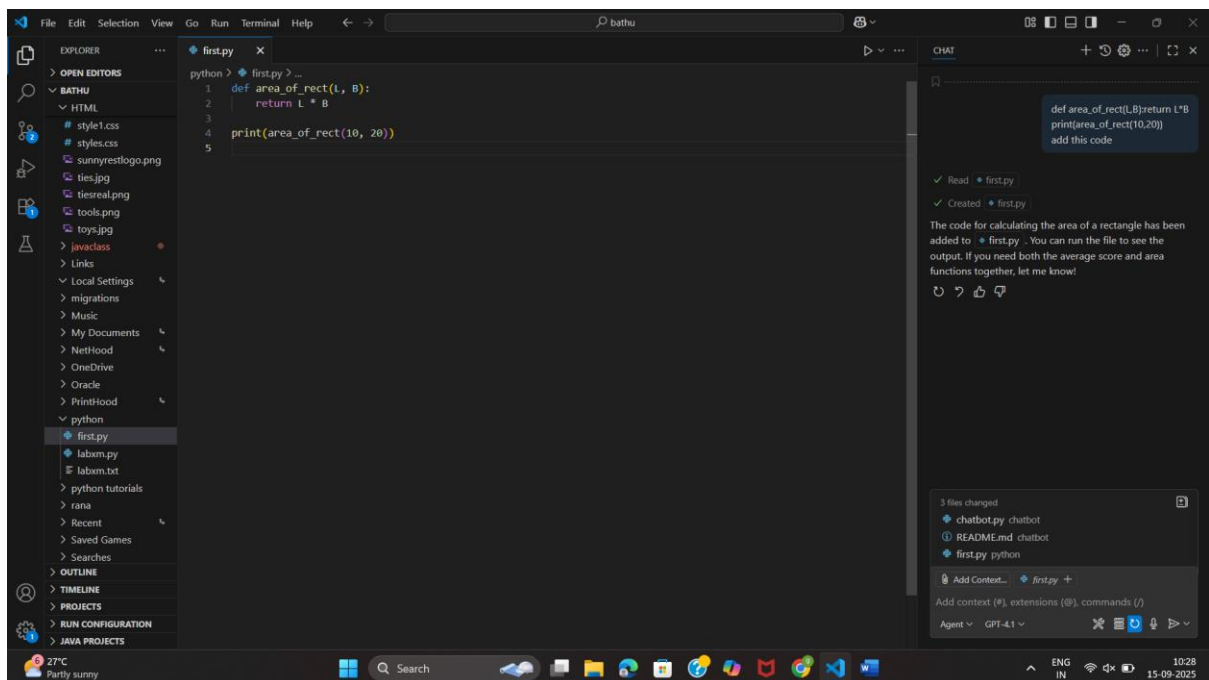 File Edit Selection View Go Run Terminal Help
bathu
EXPLORER
OPEN EDITORS
BATHU
HTML
# style1.css
# styles.css
sunnyrestlogo.png
ties.jpg
tiesreal.png
tools.png
toys.jpg
javaclass
Links
Local Settings
migrations
Music
My Documents
NetHood
OneDrive
Oracle
PrintHood
python
first.py
labxm.py
labxm.txt
python tutorials
rana
Recent
Saved Games
Searches
OUTLINE
TIMELINE
PROJECTS
RUN CONFIGURATION
JAVA PROJECTS
2
1
1
first.py
python > first.py > ...
1 def area_of_rect(L, B):
2 return L * B
3
4 print(area_of_rect(10, 20))
5
CHAT
def area_of_rect(L,B):return L*B
print(area_of_rect(10,20))
add this code
Read first.py
Created first.py
The code for calculating the area of a rectangle has been
added to first.py . You can run the file to see the
output. If you need both the average score and area
functions together, let me know!
3 files changed
chatbot.py chatbot
README.md chatbot
first.py python
Add Context... first.py +
Add context (#), extensions (@), commands (/)
Agent GPT-4.1
6
27°C
Partly sunny
Search
ENG
IN
10:28
15-09-2025